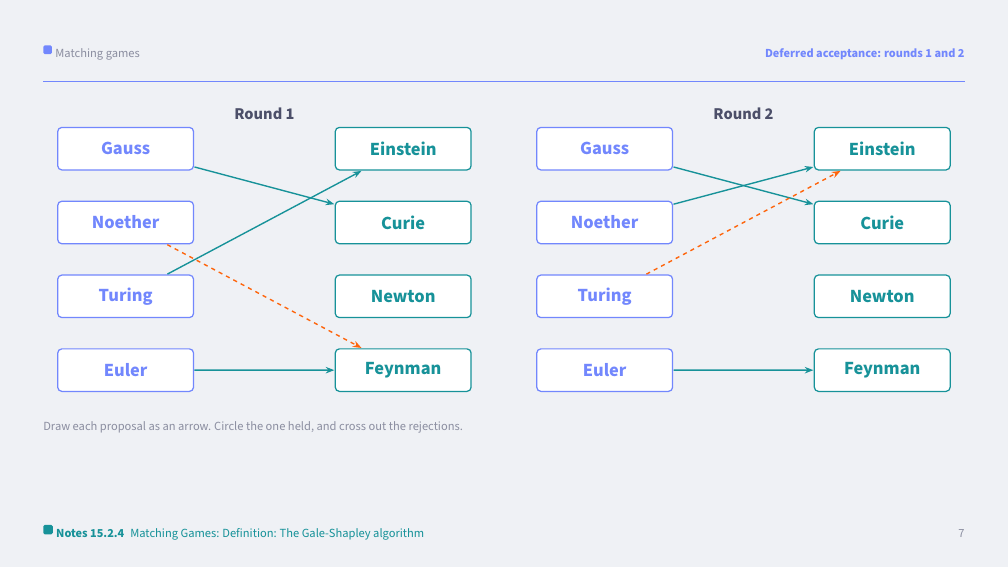 Matching games
Deferred acceptance: rounds 1 and 2
Round 1
Gauss
Einstein
Noether
Curie
Turing
Newton
Euler
Feynman
Round 2
Gauss
Einstein
Noether
Curie
Turing
Newton
Euler
Feynman
Draw each proposal as an arrow. Circle the one held, and cross out the rejections.
Notes 15.2.4 Matching Games: Definition: The Gale-Shapley algorithm
7